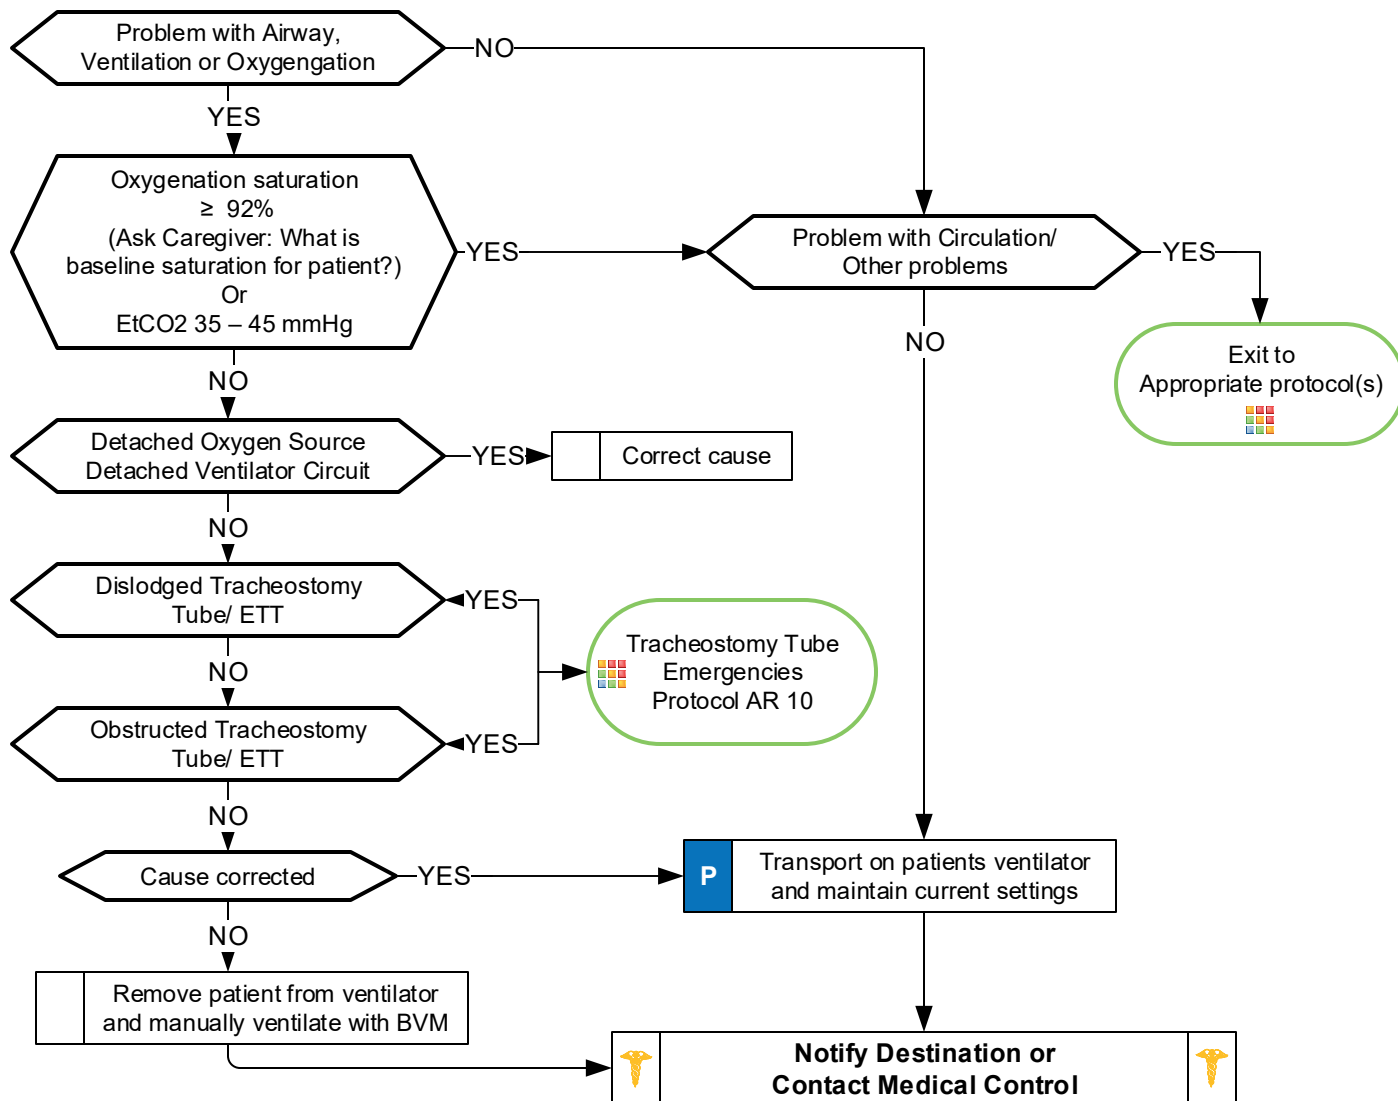 Problem with Airway,
Ventilation or Oxygengation
NO
YES
Oxygenation saturation
≥ 92%
(Ask Caregiver: What is
baseline saturation for patient?)
Or
EtCO2 35 – 45 mmHg
YES
Problem with Circulation/
Other problems
YES
NO
Exit to
Appropriate protocol(s)
NO
Detached Oxygen Source
Detached Ventilator Circuit
YES
Correct cause
NO
Dislodged Tracheostomy
Tube/ ETT
YES
Tracheostomy Tube
Emergencies
Protocol AR 10
NO
Obstructed Tracheostomy
Tube/ ETT
YES
NO
Cause corrected
YES
P
Transport on patients ventilator
and maintain current settings
NO
Remove patient from ventilator
and manually ventilate with BVM
Notify Destination or
Contact Medical Control